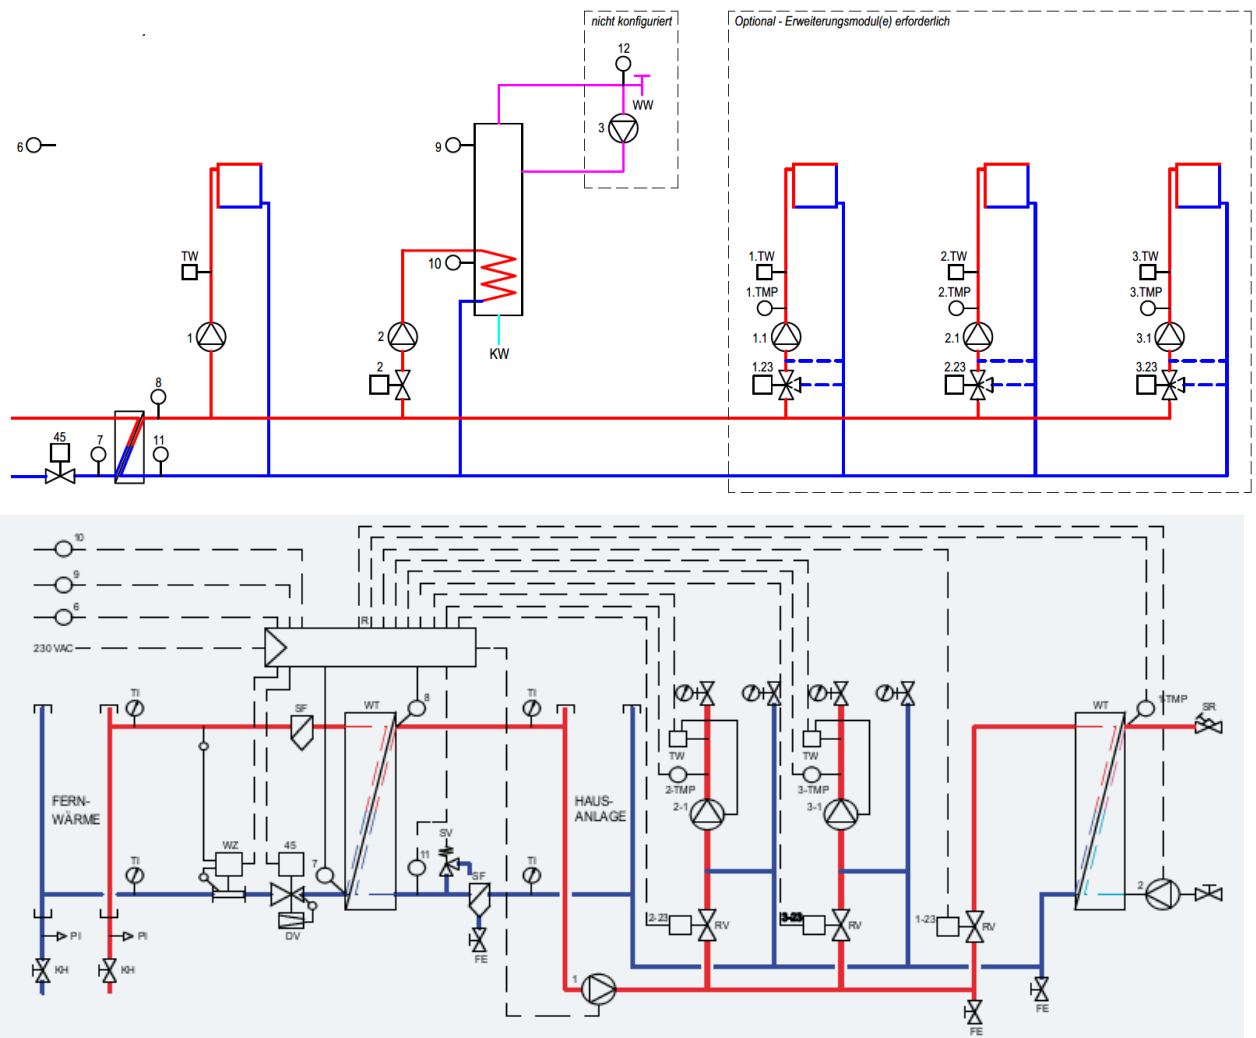 nicht konfiguriert
Optional - Erweiterungsmodul(e) erforderlich
12
WW
3
6
9
TW
10
1.TW
2.TW
3.TW
1.TMP
2.TMP
3.TMP
1
2
1.1
2.1
3.1
KW
2
1.23
2.23
3.23
8
45
7
11
10
9
6
R
230 VAC
TI
SF
WT
8
TI
WT
1-TMP
SR
TW
TW
2-TMP
3-TMP
FERN-
WÄRME
HAUS-
ANLAGE
2-1
3-1
WZ
45
SV
TI
7
11
SF
TI
2
2-23
RV
3-23
RV
1-23
RV
PI
PI
DV
FE
KH
KH
1
FE
FE